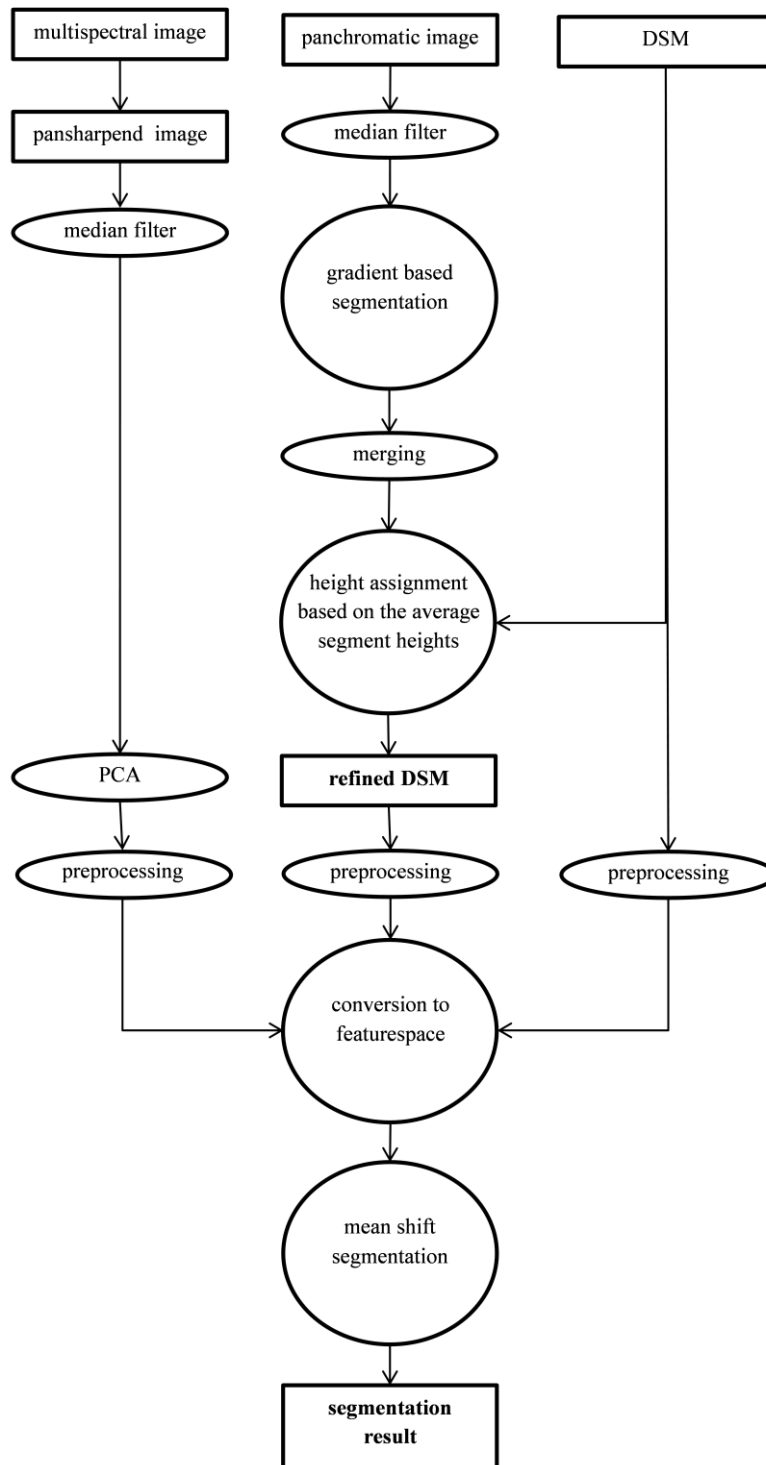 multispectral image
panchromatic image
DSM
pansharpend image
median filter
median filter
gradient based
segmentation
merging
height assignment
based on the average
segment heights
PCA
refined DSM
preprocessing
preprocessing
preprocessing
conversion to
featurespace
mean shift
segmentation
segmentation
result